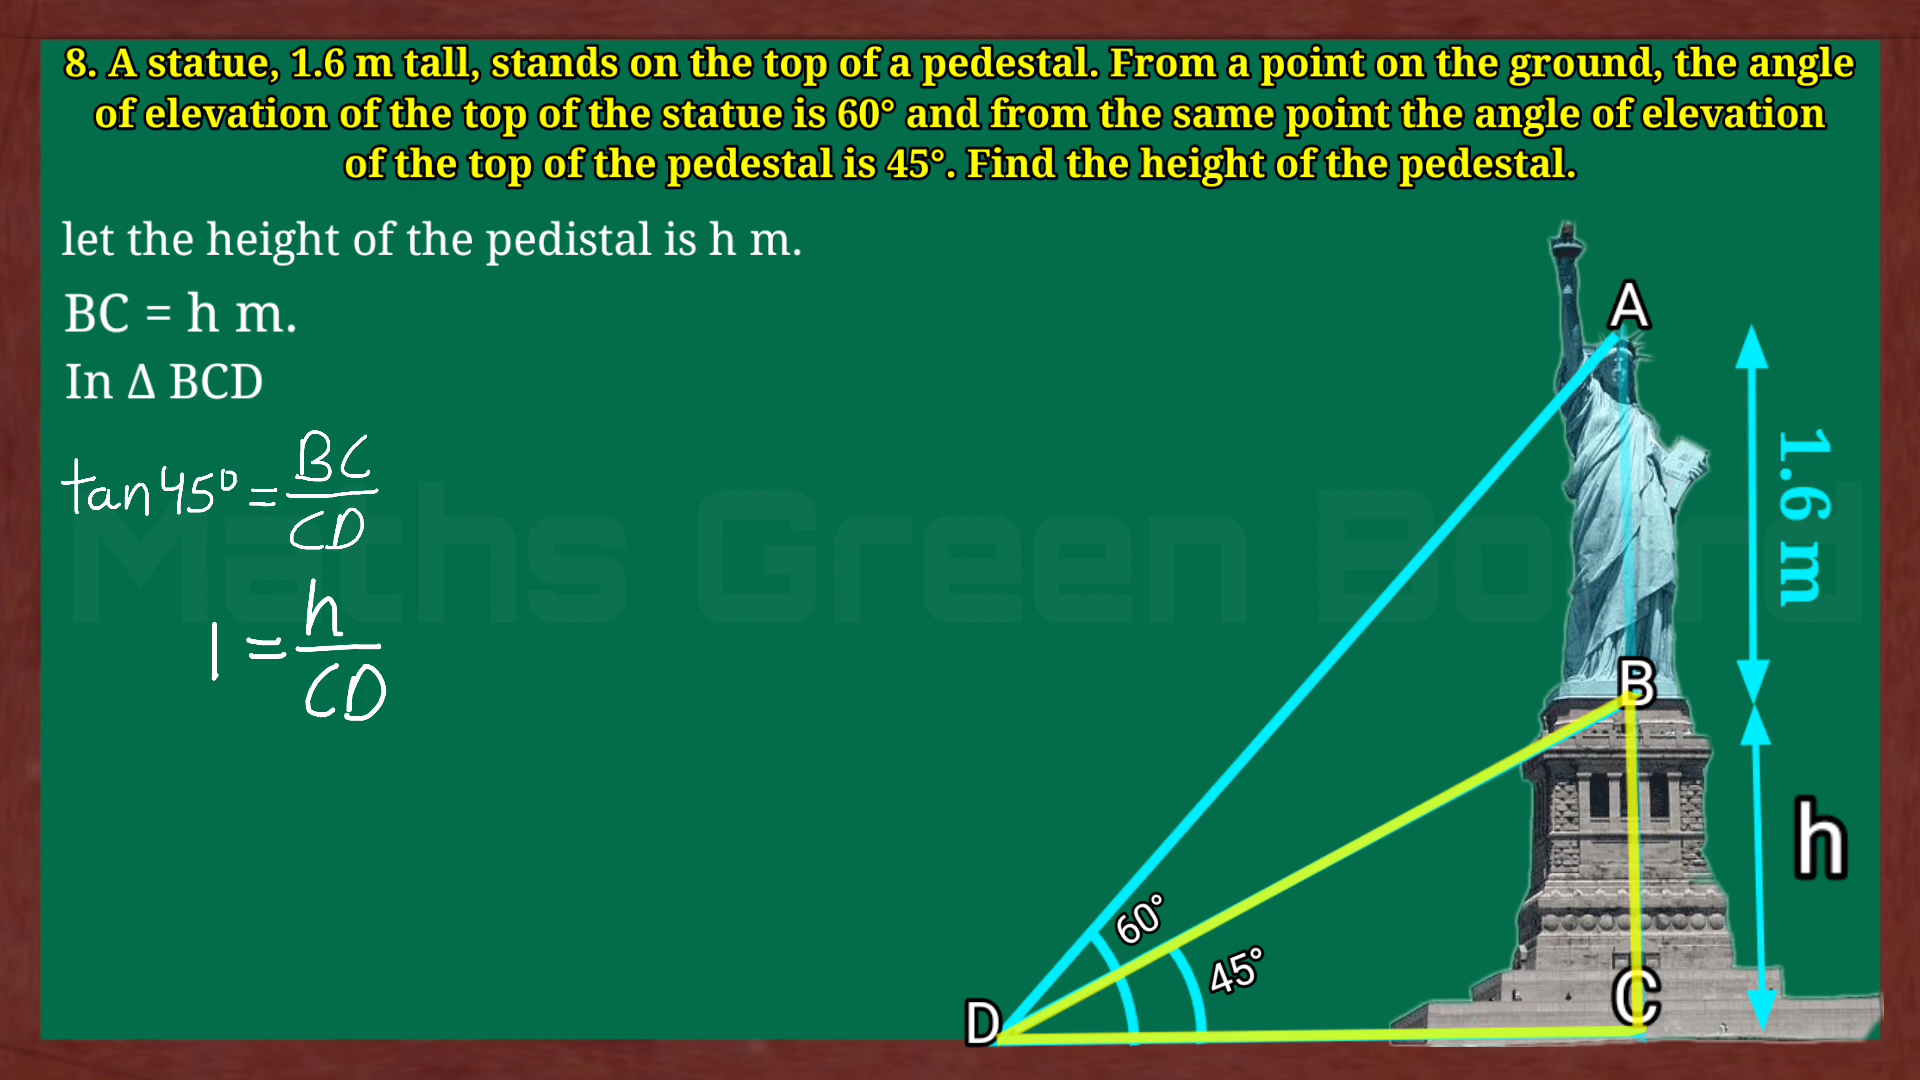 8. A statue, 1.6 m tall, stands on the top of a pedestal. From a point on the ground, the angle
of elevation of the top of the statue is 60° and from the same point the angle of elevation
of the top of the pedestal is 45°. Find the height of the pedestal.
let the height of the pedistal is h m.
BC = h m.
In Δ BCD
tan 45° = BC/CD
1 = h/CD
Maths Green Board
A
1.6 m
B
h
60°
45°
C
D